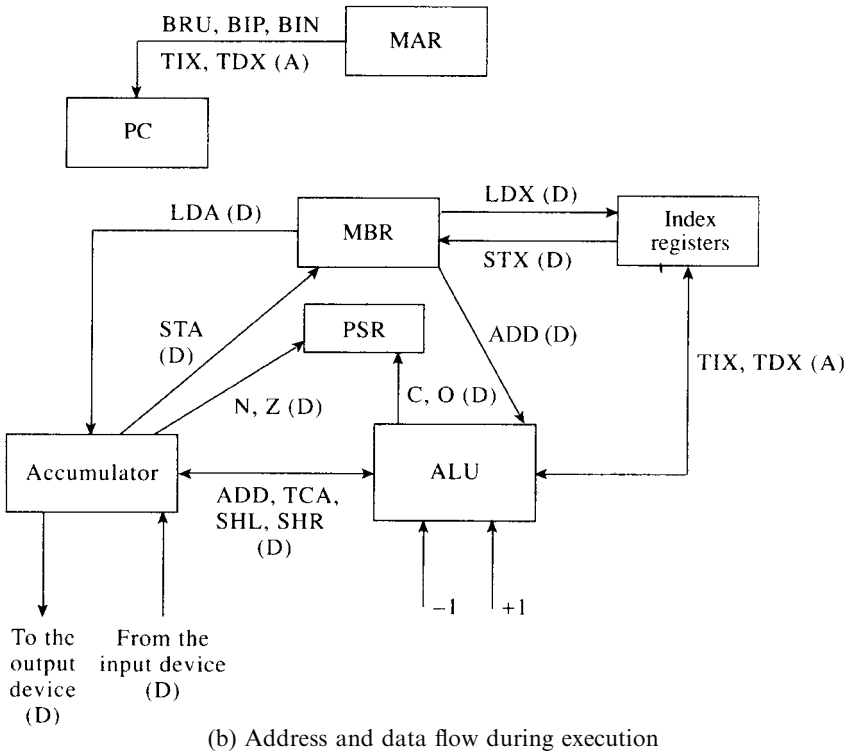 BRU, BIP, BIN
TIX, TDX (A)
MAR
PC
LDA (D)
MBR
LDX (D)
STX (D)
Index
registers
STA
(D)
PSR
ADD (D)
TIX, TDX (A)
N, Z (D)
C, O (D)
Accumulator
ADD, TCA,
SHL, SHR
(D)
ALU
−1
+1
To the
output
device
(D)
From the
input device
(D)
(b) Address and data flow during execution